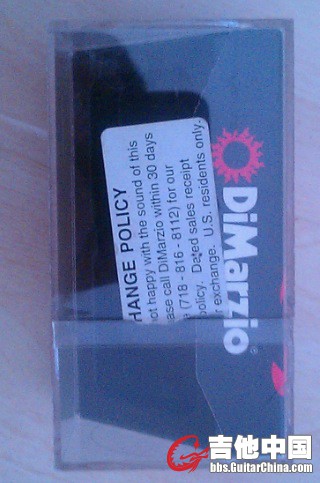 HANGE POLICY
ot happy with the sound of this
ase call DiMarzio within 30 days
(718 - 816 - 8112) for our
policy. Dated sales receipt
r exchange. U.S. residents only.
DiMarzio
®
吉他中国
bbs.GuitarChina.com